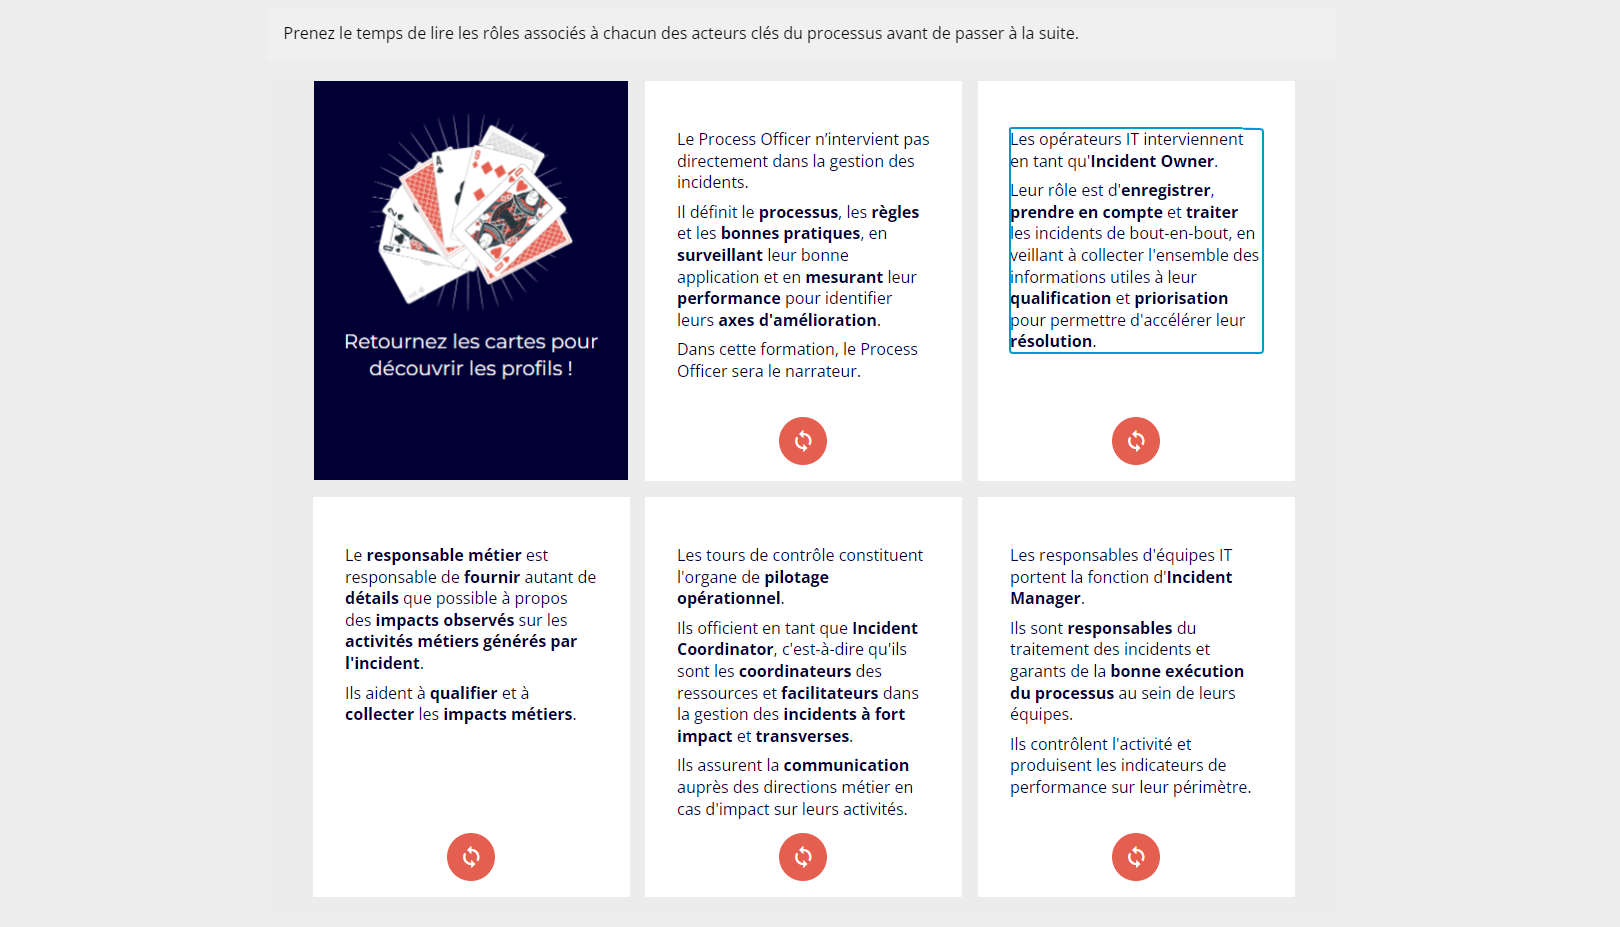 Prenez le temps de lire les rôles associés à chacun des acteurs clés du processus avant de passer à la suite.
Retournez les cartes pour
découvrir les profils !
Le Process Officer n’intervient pas
directement dans la gestion des
incidents.
Il définit le processus, les règles
et les bonnes pratiques, en
surveillant leur bonne
application et en mesurant leur
performance pour identifier
leurs axes d'amélioration.
Dans cette formation, le Process
Officer sera le narrateur.
Les opérateurs IT interviennent
en tant qu'Incident Owner.
Leur rôle est d'enregistrer,
prendre en compte et traiter
les incidents de bout-en-bout, en
veillant à collecter l'ensemble des
informations utiles à leur
qualification et priorisation
pour permettre d'accélérer leur
résolution.
Le responsable métier est
responsable de fournir autant de
détails que possible à propos
des impacts observés sur les
activités métiers générés par
l'incident.
Ils aident à qualifier et à
collecter les impacts métiers.
Les tours de contrôle constituent
l'organe de pilotage
opérationnel.
Ils officient en tant que Incident
Coordinator, c'est-à-dire qu'ils
sont les coordinateurs des
ressources et facilitateurs dans
la gestion des incidents à fort
impact et transverses.
Ils assurent la communication
auprès des directions métier en
cas d'impact sur leurs activités.
Les responsables d'équipes IT
portent la fonction d'Incident
Manager.
Ils sont responsables du
traitement des incidents et
garants de la bonne exécution
du processus au sein de leurs
équipes.
Ils contrôlent l'activité et
produisent les indicateurs de
performance sur leur périmètre.